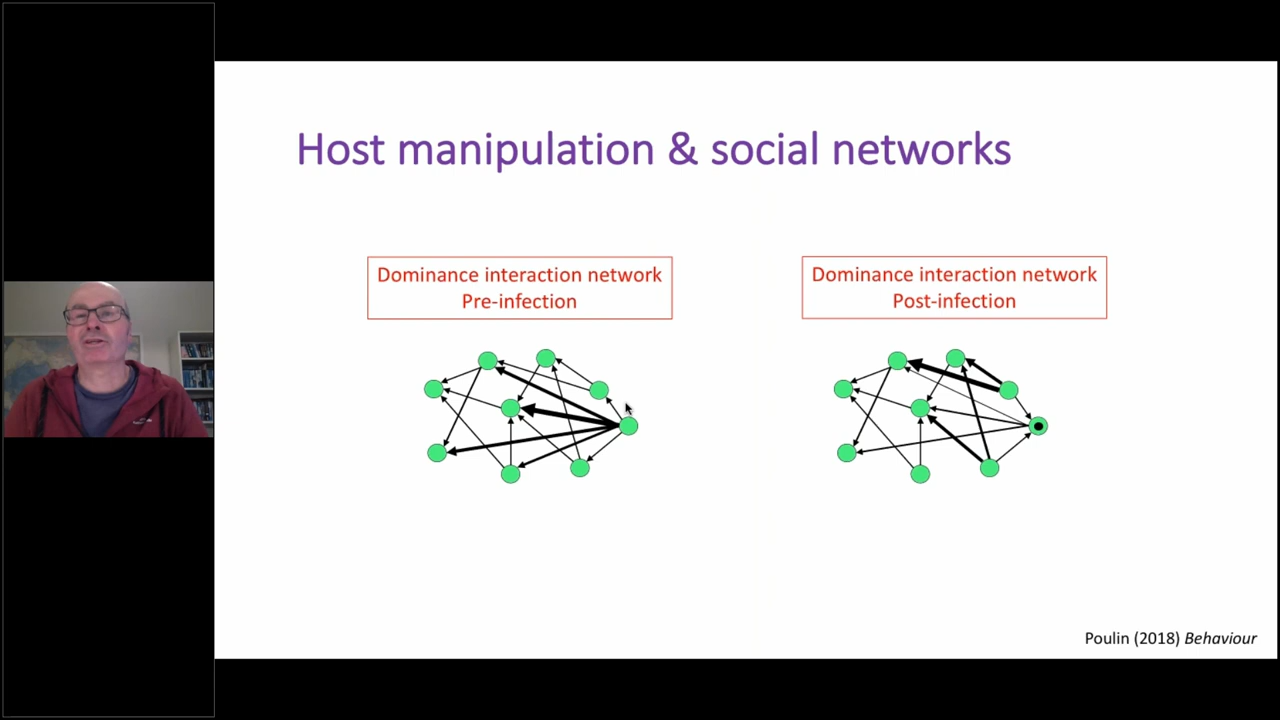 Host manipulation & social networks
Dominance interaction network
Pre-infection
Dominance interaction network
Post-infection
Poulin (2018) Behaviour